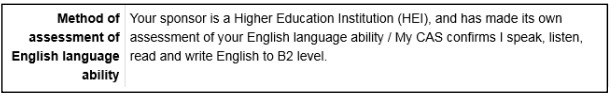 Method of Your sponsor is a Higher Education Institution (HEI), and has made its own
assessment of assessment of your English language ability / My CAS confirms I speak, listen,
English language read and write English to B2 level.
ability